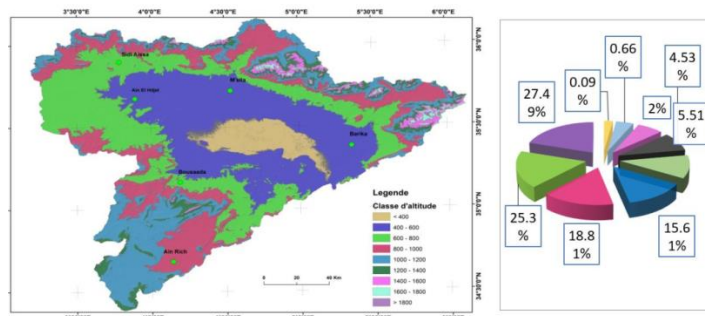 3°30'0"E
4°0'0"E
4°30'0"E
5°0'0"E
5°30'0"E
6°0'0"E
Sidi Aissa
M'sila
Ain El Hdjel
Barika
Boussada
Ain Rich
Legende
Classe d'altitude
< 400
400 - 600
600 - 800
800 - 1000
1000 - 1200
1200 - 1400
1400 - 1600
1600 - 1800
> 1800
0 20 40 Km
0.66
%
4.53
%
0.09
%
2%
27.4
9%
5.51
%
25.3
%
18.8
1%
15.6
1%